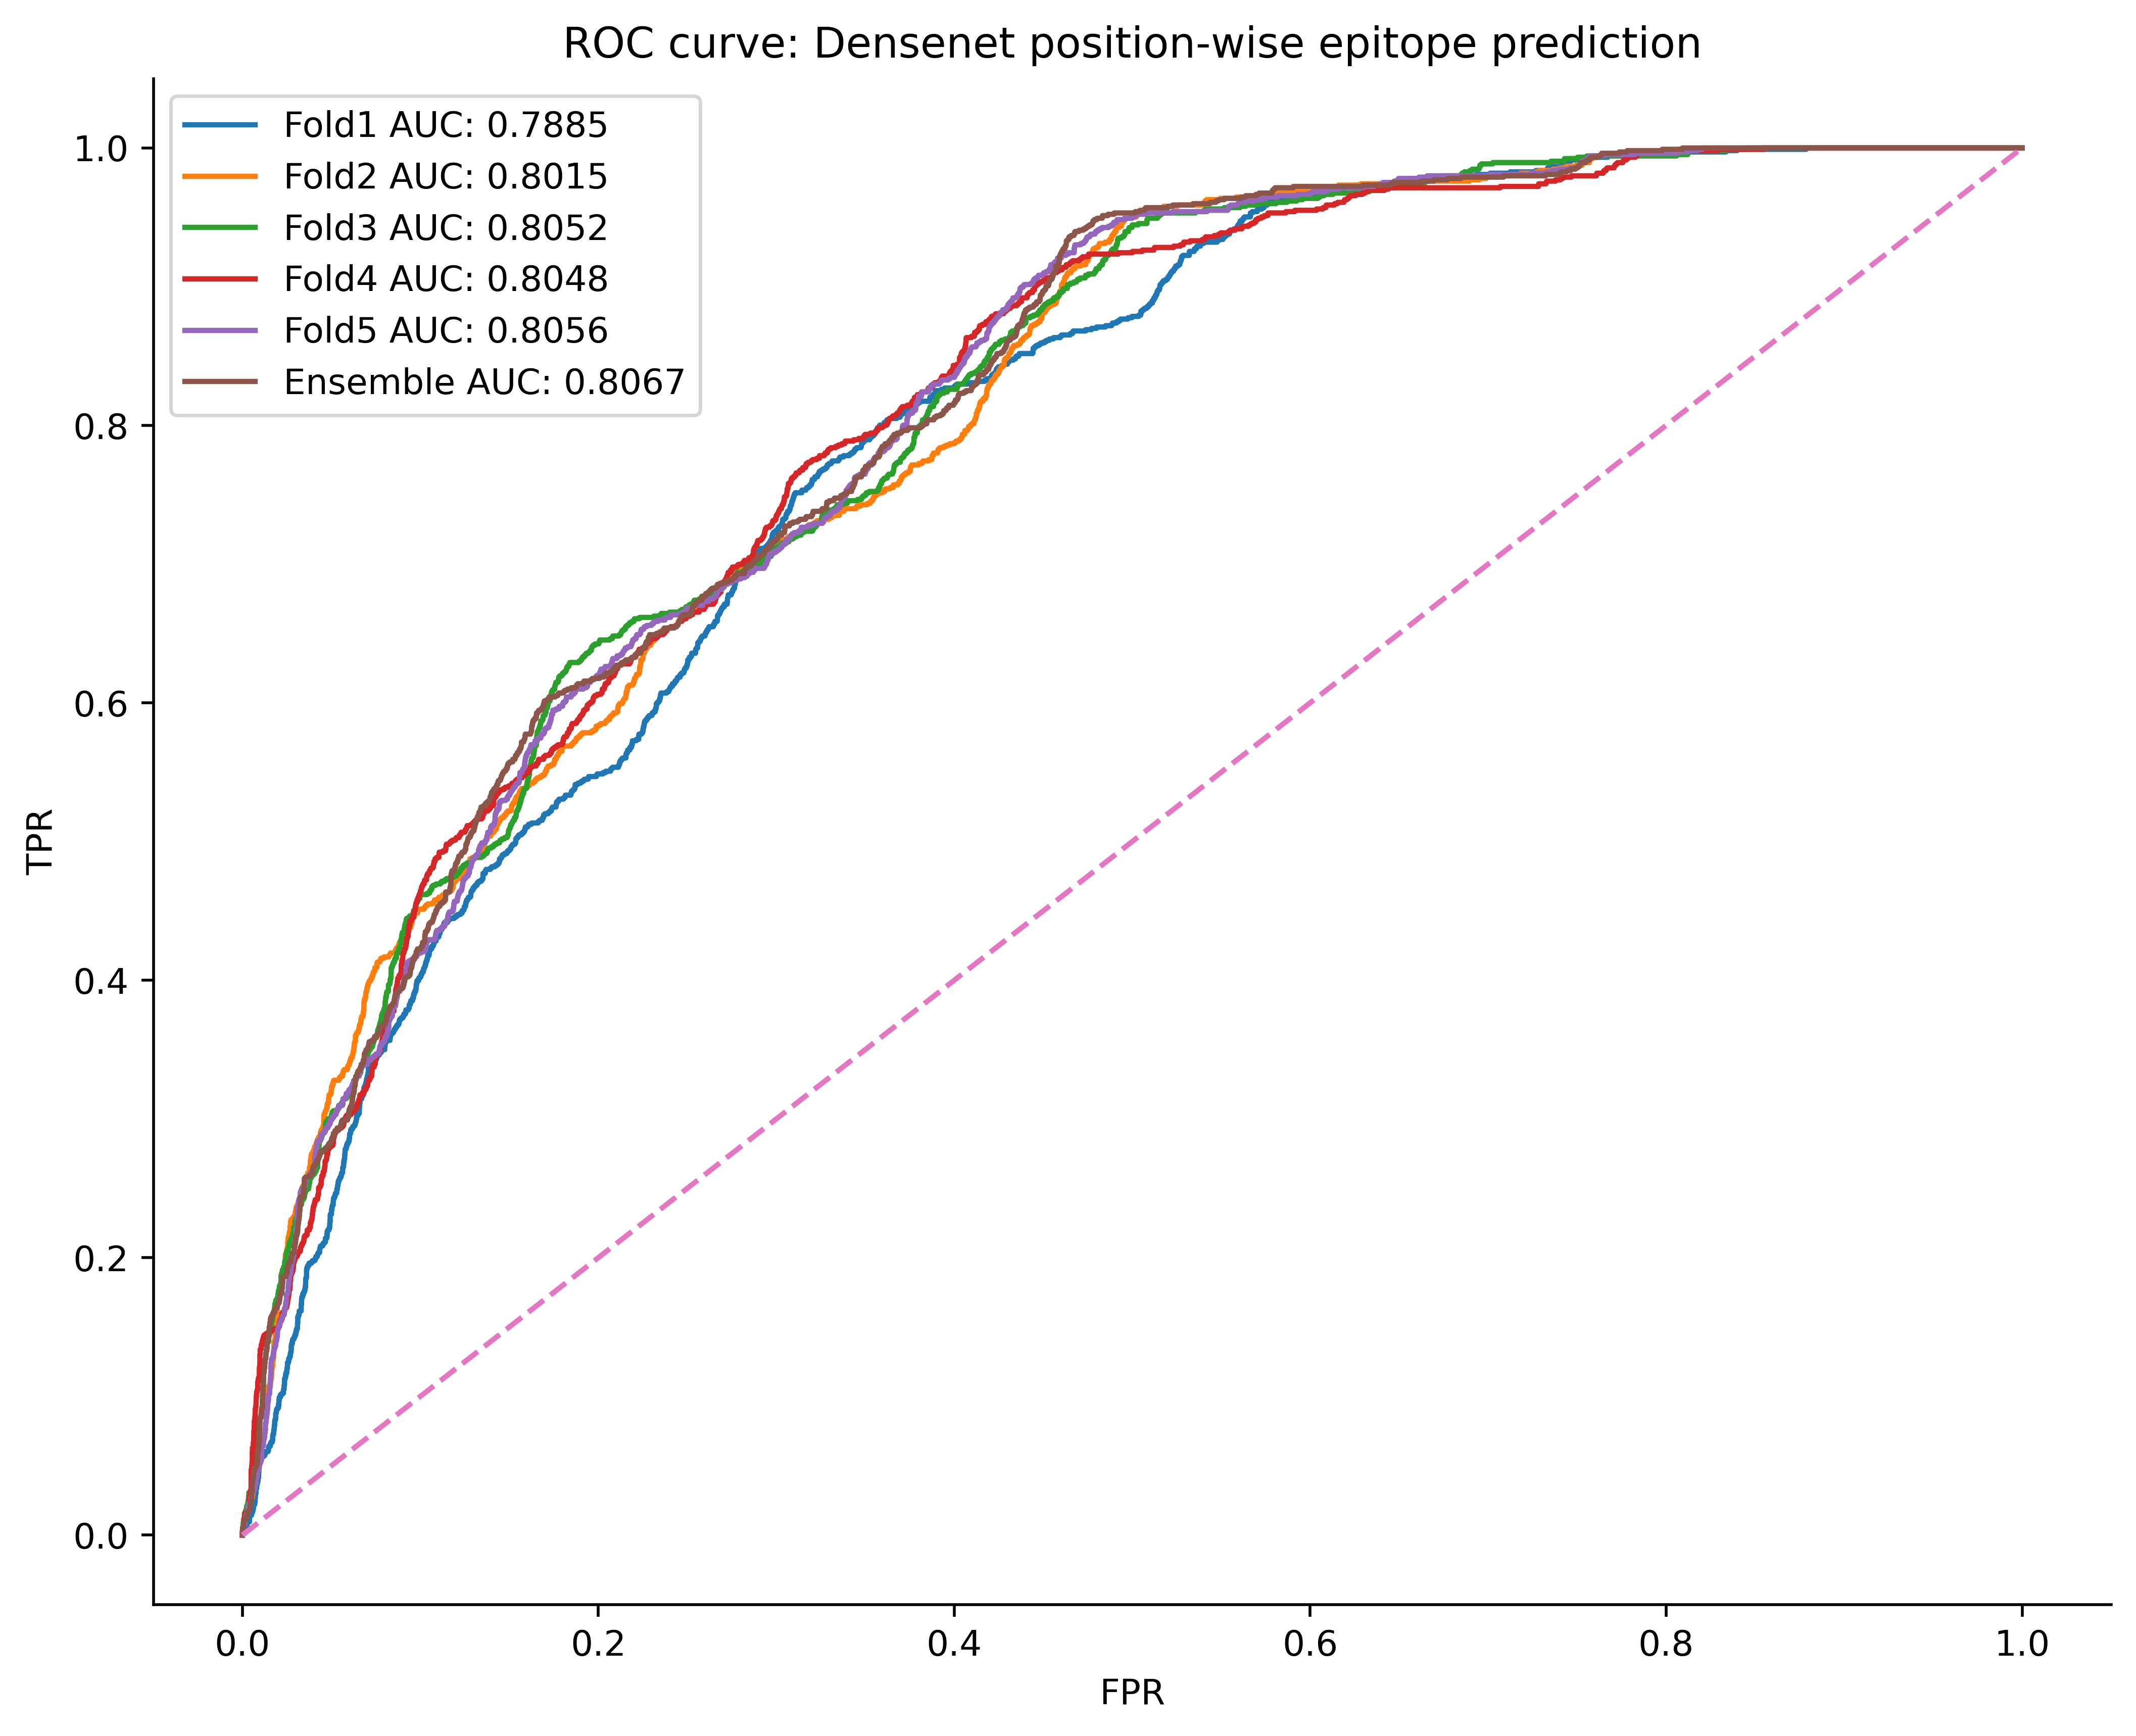 ROC curve: Densenet position-wise epitope prediction
Fold1 AUC: 0.7885
Fold2 AUC: 0.8015
Fold3 AUC: 0.8052
Fold4 AUC: 0.8048
Fold5 AUC: 0.8056
Ensemble AUC: 0.8067
1.0
0.8
0.6
0.4
0.2
0.0
TPR
0.0 0.2 0.4 0.6 0.8 1.0
FPR